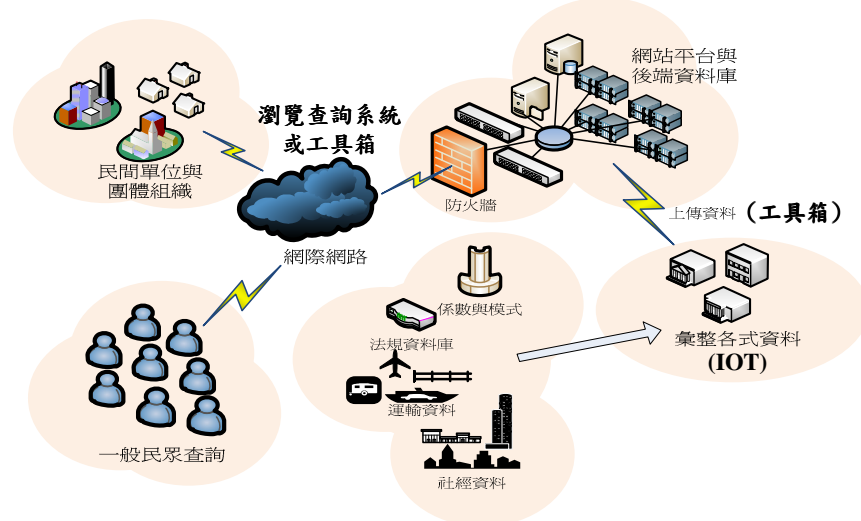 網站平台與
後端資料庫
瀏覽查詢系統
或工具箱
民間單位與
團體組織
防火牆
上傳資料(工具箱)
網際網路
係數與模式
法規資料庫
彙整各式資料
(IOT)
運輸資料
一般民眾查詢
社經資料